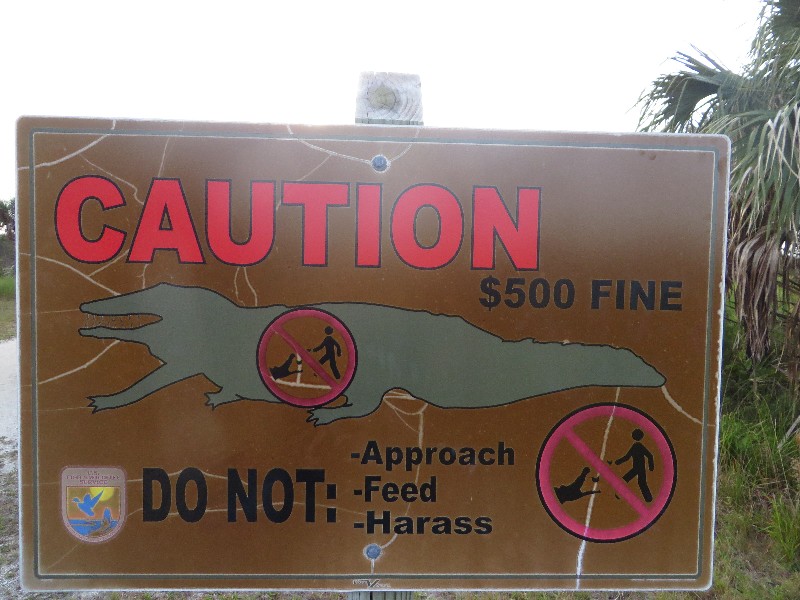 CAUTION
$500 FINE
DO NOT:
-Approach
-Feed
-Harass